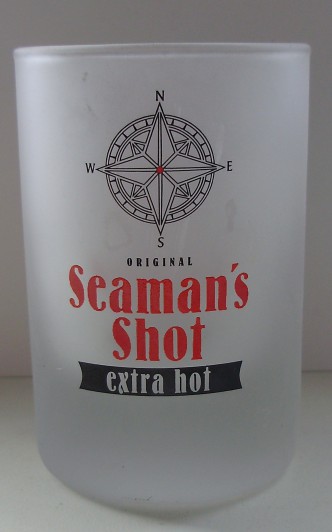 N
W E
S
ORIGINAL
Seaman's
Shot
extra hot